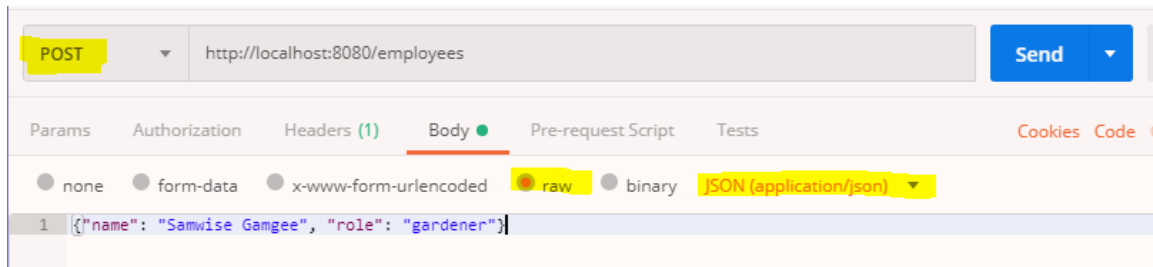 POST http://localhost:8080/employees Send
Params Authorization Headers (1) Body Pre-request Script Tests Cookies Code
none form-data x-www-form-urlencoded raw binary JSON (application/json)
1 {"name": "Samwise Gamgee", "role": "gardener"}